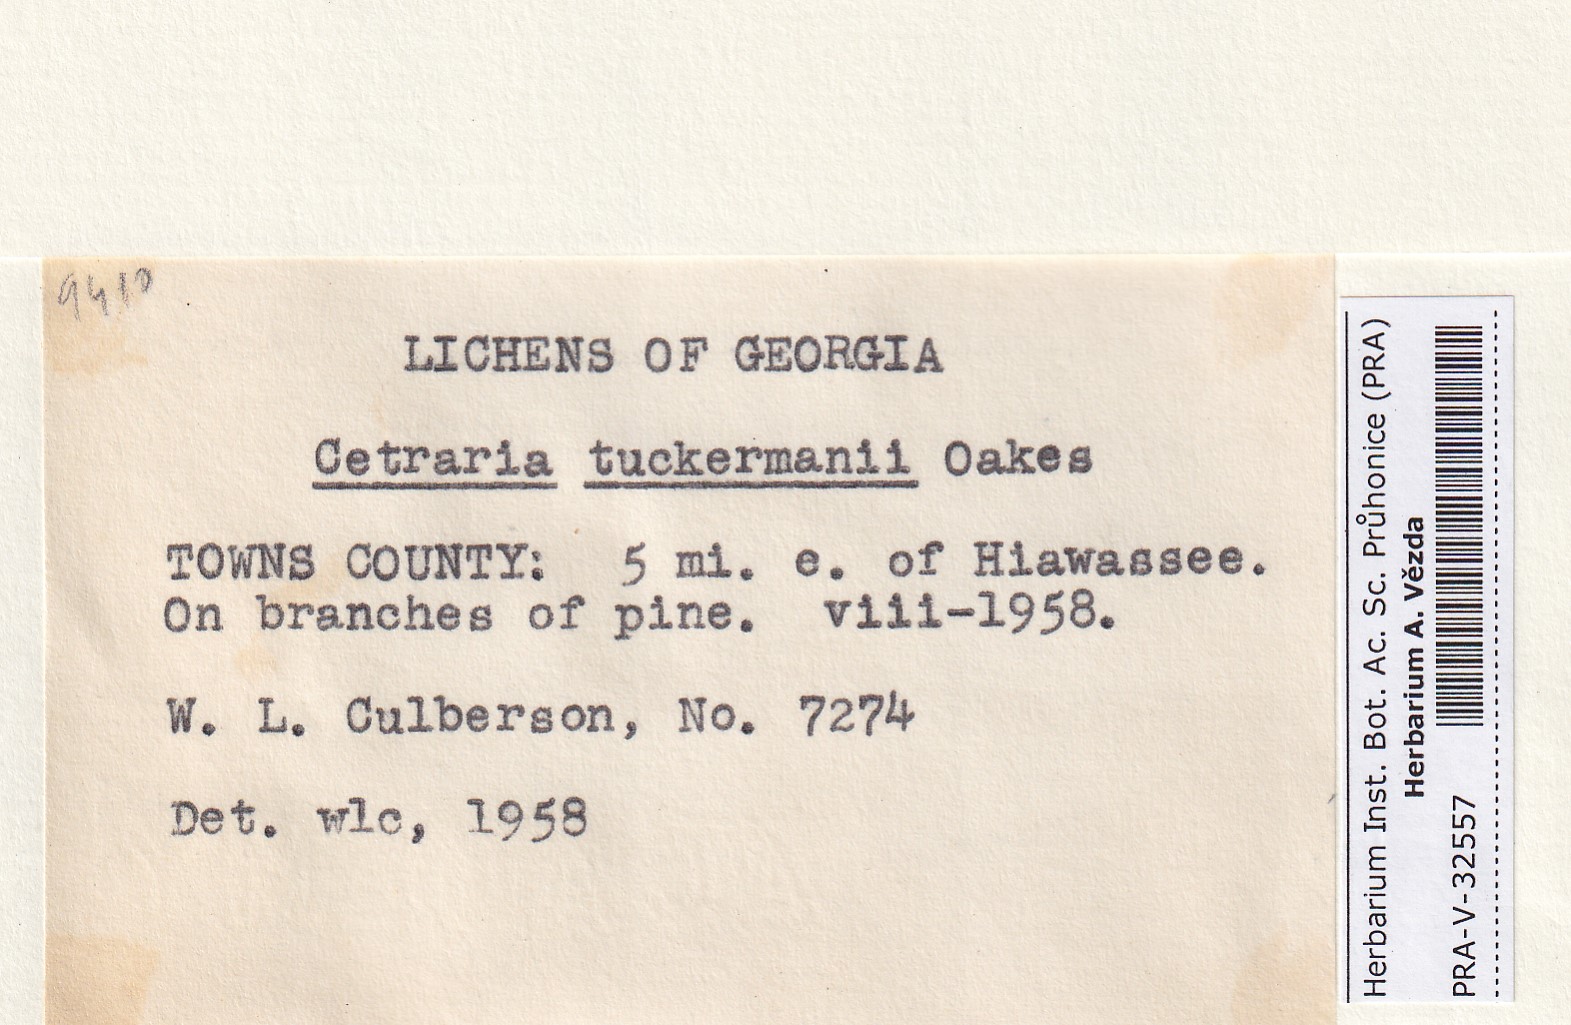 9410
LICHENS OF GEORGIA
Cetraria tuckermanii Oakes
TOWNS COUNTY: 5 mi. e. of Hiawassee.
On branches of pine. viii-1958.
W. L. Culberson, No. 7274
Det. wlc, 1958
Herbarium Inst. Bot. Ac. Sc. Průhonice (PRA)
Herbarium A. Vězda
PRA-V-32557